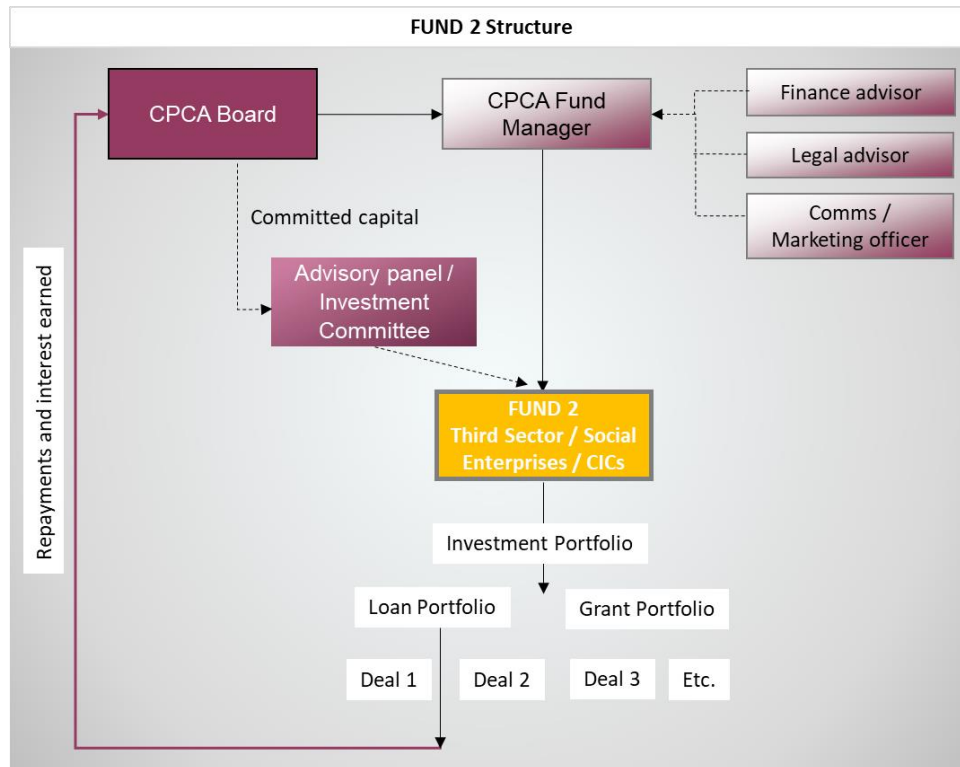 FUND 2 Structure
CPCA Board
CPCA Fund
Manager
Finance advisor
Legal advisor
Comms /
Marketing officer
Committed capital
Advisory panel /
Investment
Committee
Repayments and interest earned
FUND 2
Third Sector / Social
Enterprises / CICs
Investment Portfolio
Loan Portfolio
Grant Portfolio
Deal 1
Deal 2
Deal 3
Etc.